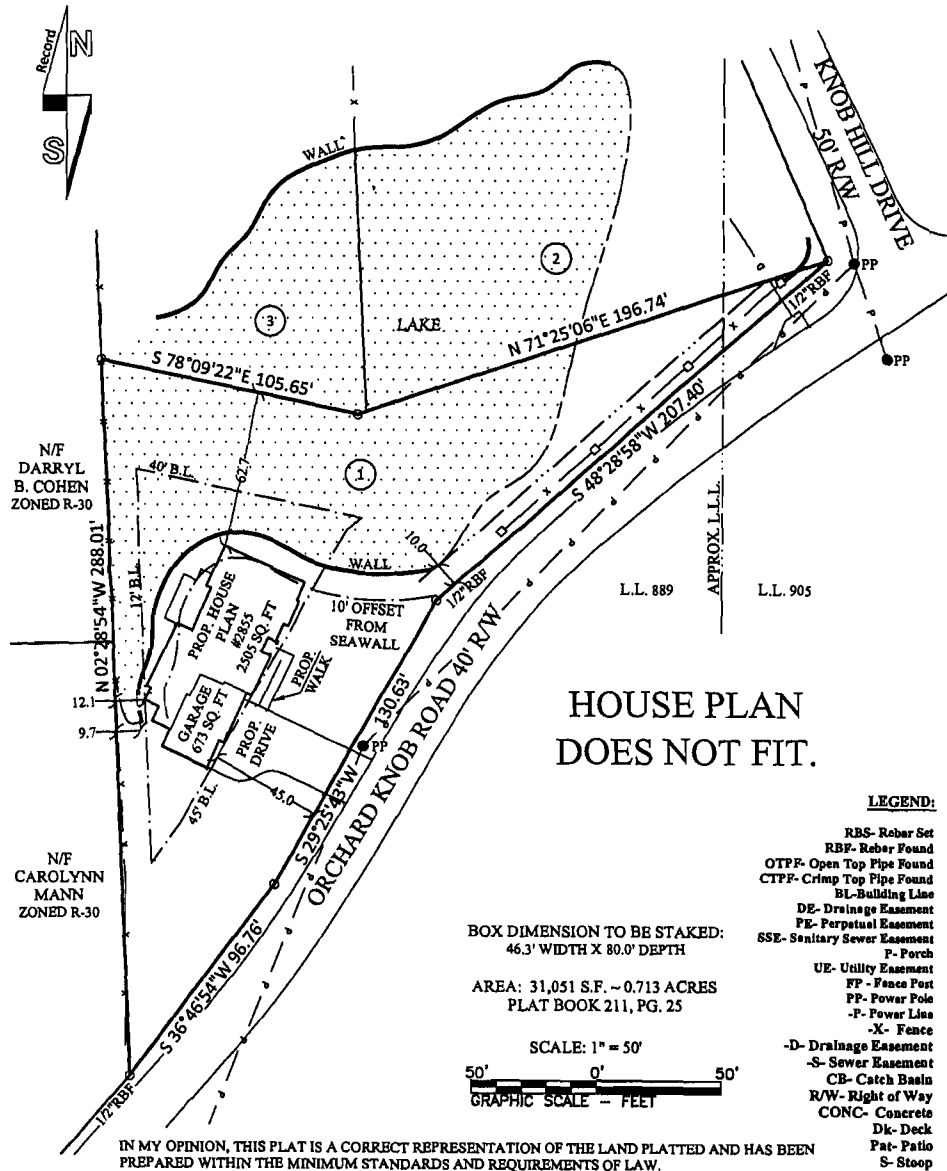 Record
N
S
KNOB HILL DRIVE
50' R/W
WALL
2
3
LAKE
PP
1/2"RBF
N 71°25'06"E 196.74'
S 78°09'22"E 105.65'
PP
N/F
DARRYL
B. COHEN
ZONED R-30
40' B.L.
62.7
1
S 48°28'58"W 207.40'
N 02°28'54"W 288.01'
12' B.L.
10.0
WALL
1/2"RBF
APPROX L.L.L.
L.L. 889
L.L. 905
10' OFFSET
FROM
SEAWALL
PROP. HOUSE
PLAN
#2855
2505 SQ. FT
PROP.
WALK
GARAGE
673 SQ. FT
PROP.
DRIVE
12.1
9.7
PP
45' B.L.
45.0
S 29°25'43"W 130.63'
ORCHARD KNOB ROAD 40' R/W
HOUSE PLAN
DOES NOT FIT.
N/F
CAROLYNN
MANN
ZONED R-30
S 36°46'54"W 96.76'
1/2"RBF
BOX DIMENSION TO BE STAKED:
46.3' WIDTH X 80.0' DEPTH
AREA: 31,051 S.F. ~ 0.713 ACRES
PLAT BOOK 211, PG. 25
SCALE: 1" = 50'
50' 0' 50'
GRAPHIC SCALE - FEET
LEGEND:
RBS- Rebar Set
RBF- Rebar Found
OTPF- Open Top Pipe Found
CTPF- Crimp Top Pipe Found
BL-Building Line
DE- Drainage Easement
PE- Perpetual Easement
SSE- Sanitary Sewer Easement
P- Porch
UE- Utility Easement
FP - Fence Post
PP- Power Pole
-P- Power Line
-X- Fence
-D- Drainage Easement
-S- Sewer Easement
CB- Catch Basin
R/W- Right of Way
CONC- Concrete
Dk- Deck
Pat- Patio
S- Stoop
IN MY OPINION, THIS PLAT IS A CORRECT REPRESENTATION OF THE LAND PLATTED AND HAS BEEN
PREPARED WITHIN THE MINIMUM STANDARDS AND REQUIREMENTS OF LAW.